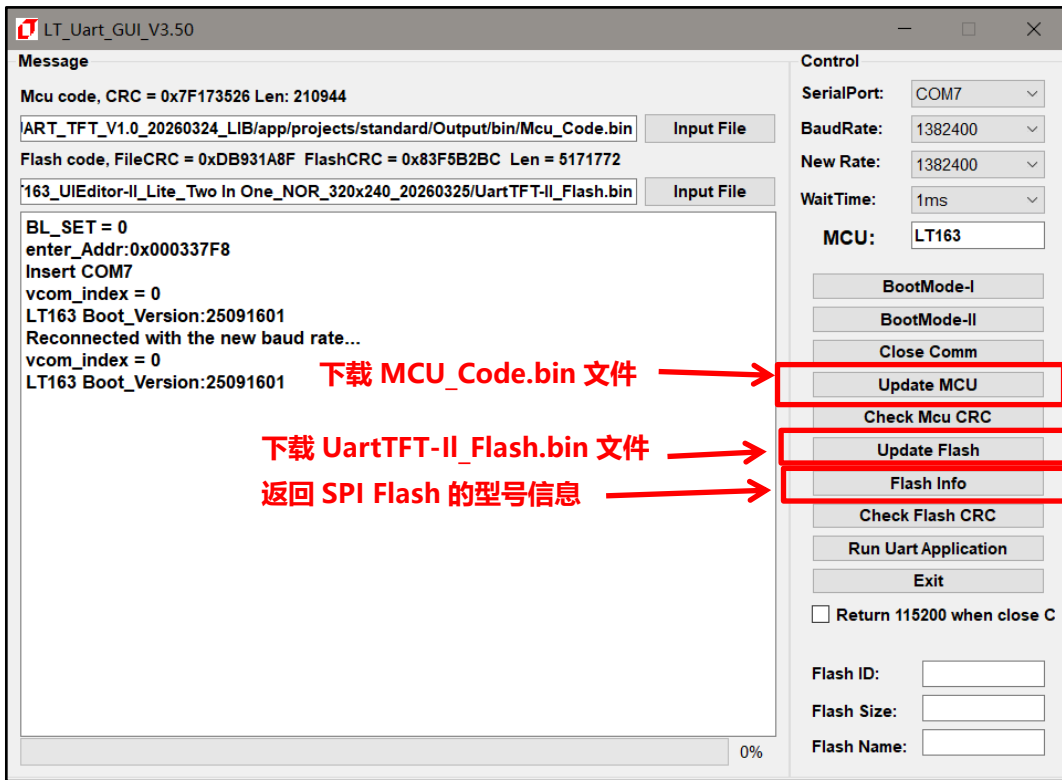 LT_Uart_GUI_V3.50
Message
Mcu code, CRC = 0x7F173526 Len: 210944
ART_TFT_V1.0_20260324_LIB/app/projects/standard/Output/bin/Mcu_Code.bin
Input File
Flash code, FileCRC = 0xDB931A8F FlashCRC = 0x83F5B2BC Len = 5171772
163_UIEditor-II_Lite_Two In One_NOR_320x240_20260325/UartTFT-II_Flash.bin
Input File
BL_SET = 0
enter_Addr:0x000337F8
Insert COM7
vcom_index = 0
LT163 Boot_Version:25091601
Reconnected with the new baud rate...
vcom_index = 0
LT163 Boot_Version:25091601
下载 MCU_Code.bin 文件
下载 UartTFT-Il_Flash.bin 文件
返回 SPI Flash 的型号信息
0%
Control
SerialPort: COM7
BaudRate: 1382400
New Rate: 1382400
WaitTime: 1ms
MCU: LT163
BootMode-I
BootMode-II
Close Comm
Update MCU
Check Mcu CRC
Update Flash
Flash Info
Check Flash CRC
Run Uart Application
Exit
Return 115200 when close C
Flash ID:
Flash Size:
Flash Name: